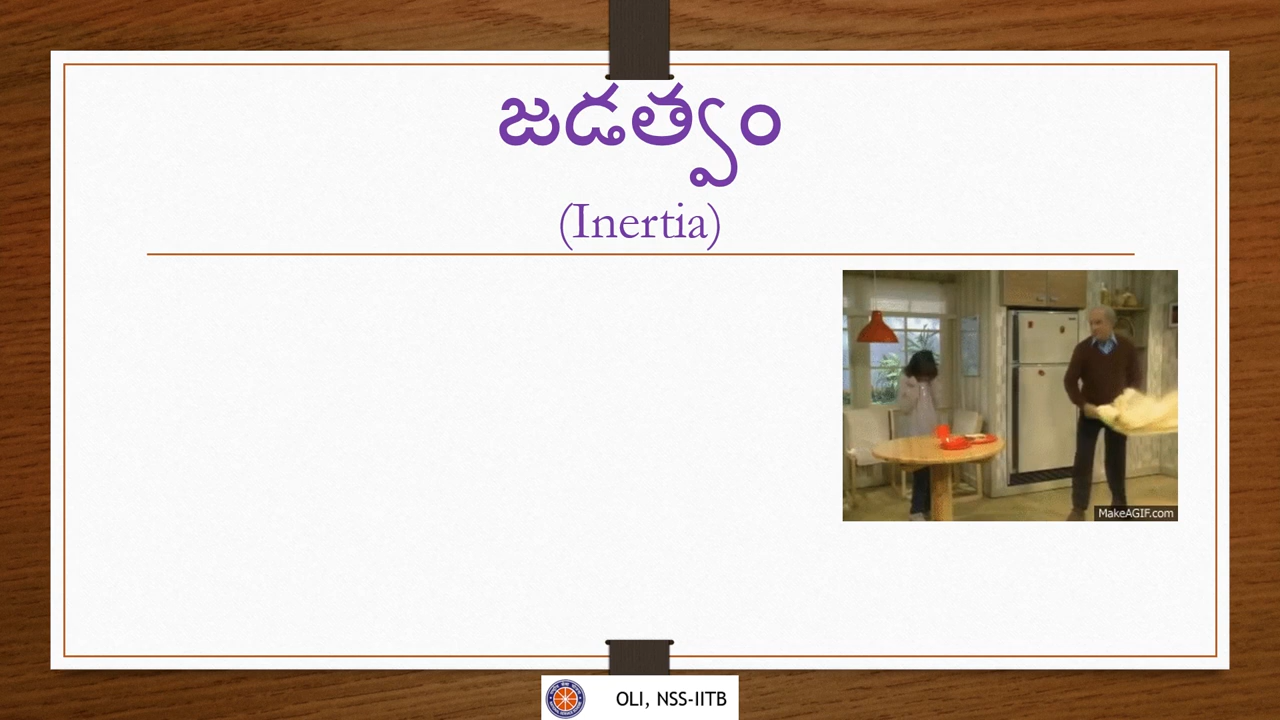 జడత్వం
(Inertia)
MakeAGIF.com
OLI, NSS-IITB